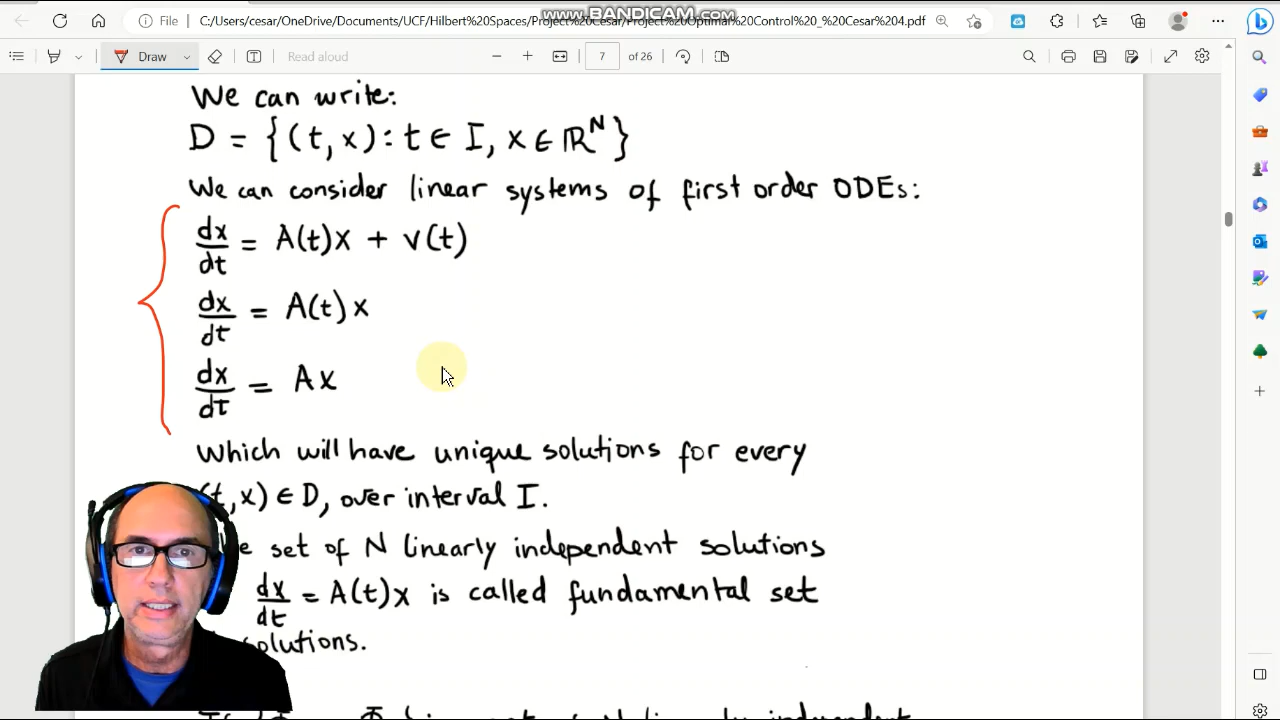 www.BANDICAM.com
File
C:/Users/cesar/OneDrive/Documents/UCF/Hilbert%20Spaces/Project%20Optimal%20Control%20_%20Cesar%204.pdf
Draw
Read aloud
7 of 26
We can write:
D = {(t, x) : t ∈ I, x ∈ ℝᴺ}
We can consider linear systems of first order ODEs:
dx/dt = A(t)x + v(t)
dx/dt = A(t)x
dx/dt = Ax
Which will have unique solutions for every
t, x) ∈ D, over interval I.
set of N linearly independent solutions
dx/dt = A(t)x is called fundamental set
solutions.